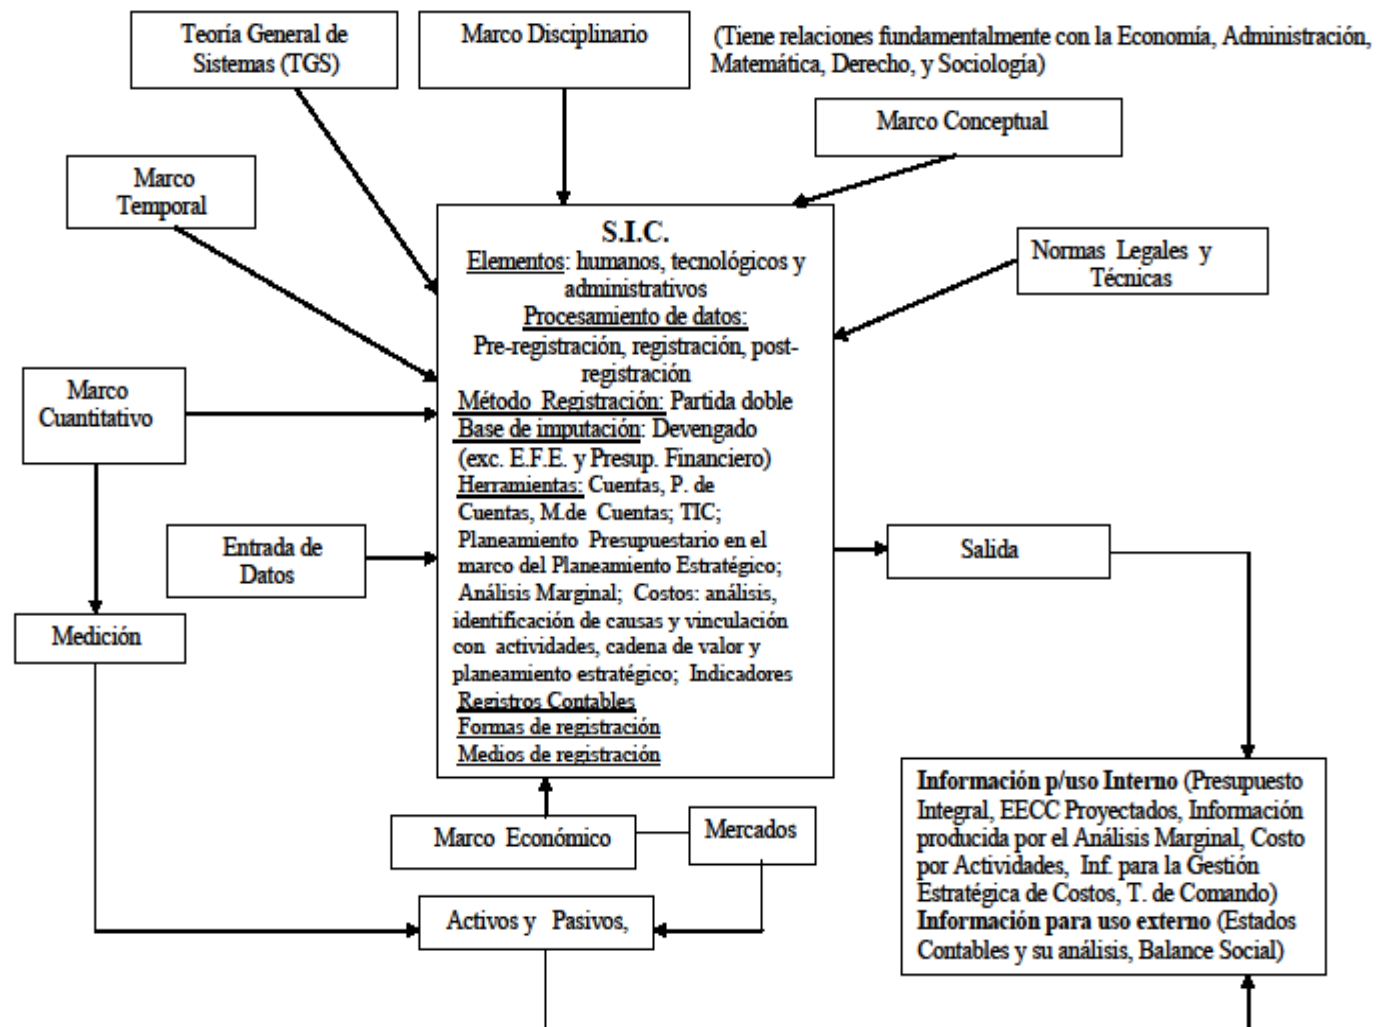 Teoría General de
Sistemas (TGS)
Marco Disciplinario
(Tiene relaciones fundamentalmente con la Economía, Administración,
Matemática, Derecho, y Sociología)
Marco Conceptual
Marco
Temporal
Normas Legales y
Técnicas
S.I.C.
Elementos: humanos, tecnológicos y
administrativos
Procesamiento de datos:
Pre-registración, registración, post-
registración
Método Registración: Partida doble
Base de imputación: Devengado
(exc. E.F.E. y Presup. Financiero)
Herramientas: Cuentas, P. de
Cuentas, M.de Cuentas; TIC;
Planeamiento Presupuestario en el
marco del Planeamiento Estratégico;
Análisis Marginal; Costos: análisis,
identificación de causas y vinculación
con actividades, cadena de valor y
planeamiento estratégico; Indicadores
Registros Contables
Formas de registración
Medios de registración
Marco
Cuantitativo
Entrada de
Datos
Salida
Medición
Marco Económico
Mercados
Activos y Pasivos,
Información p/uso Interno (Presupuesto
Integral, EECC Proyectados, Información
producida por el Análisis Marginal, Costo
por Actividades, Inf. para la Gestión
Estratégica de Costos, T. de Comando)
Información para uso externo (Estados
Contables y su análisis, Balance Social)